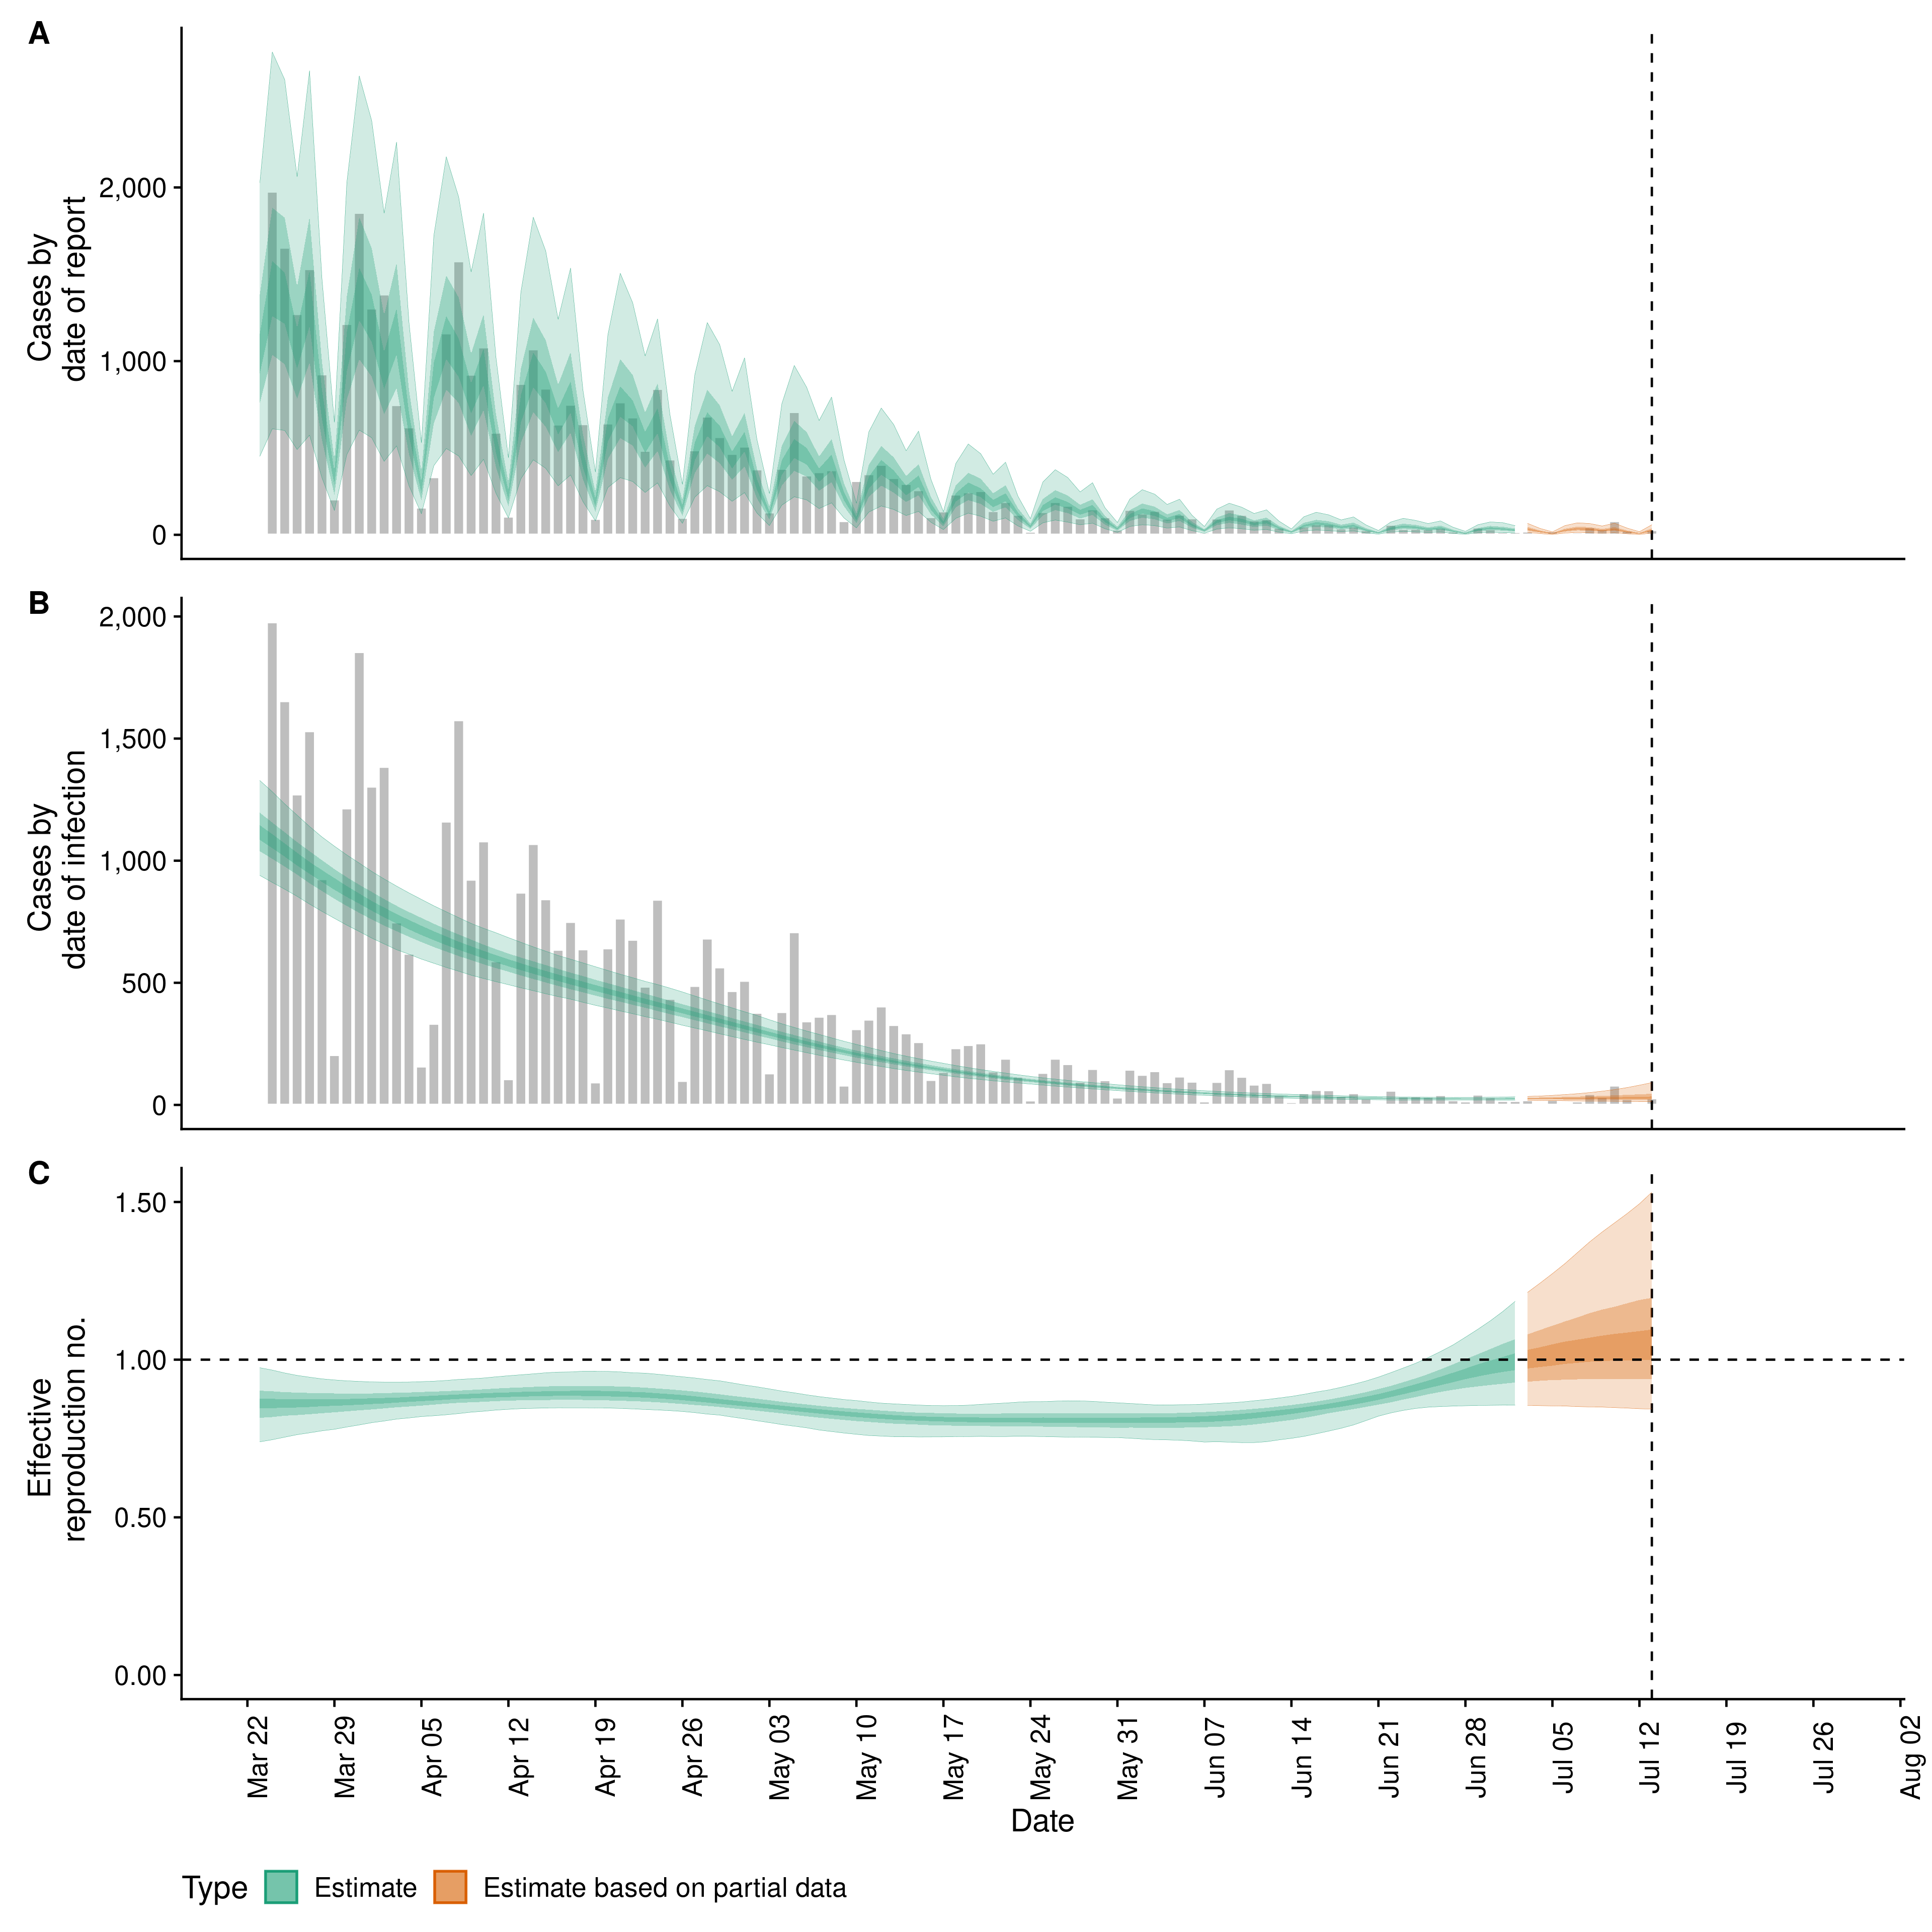 A
Cases by
date of report
2,000
1,000
0
B
Cases by
date of infection
2,000
1,500
1,000
500
0
C
Effective
reproduction no.
1.50
1.00
0.50
0.00
Mar 22
Mar 29
Apr 05
Apr 12
Apr 19
Apr 26
May 03
May 10
May 17
May 24
May 31
Jun 07
Jun 14
Jun 21
Jun 28
Jul 05
Jul 12
Jul 19
Jul 26
Aug 02
Date
Type Estimate Estimate based on partial data